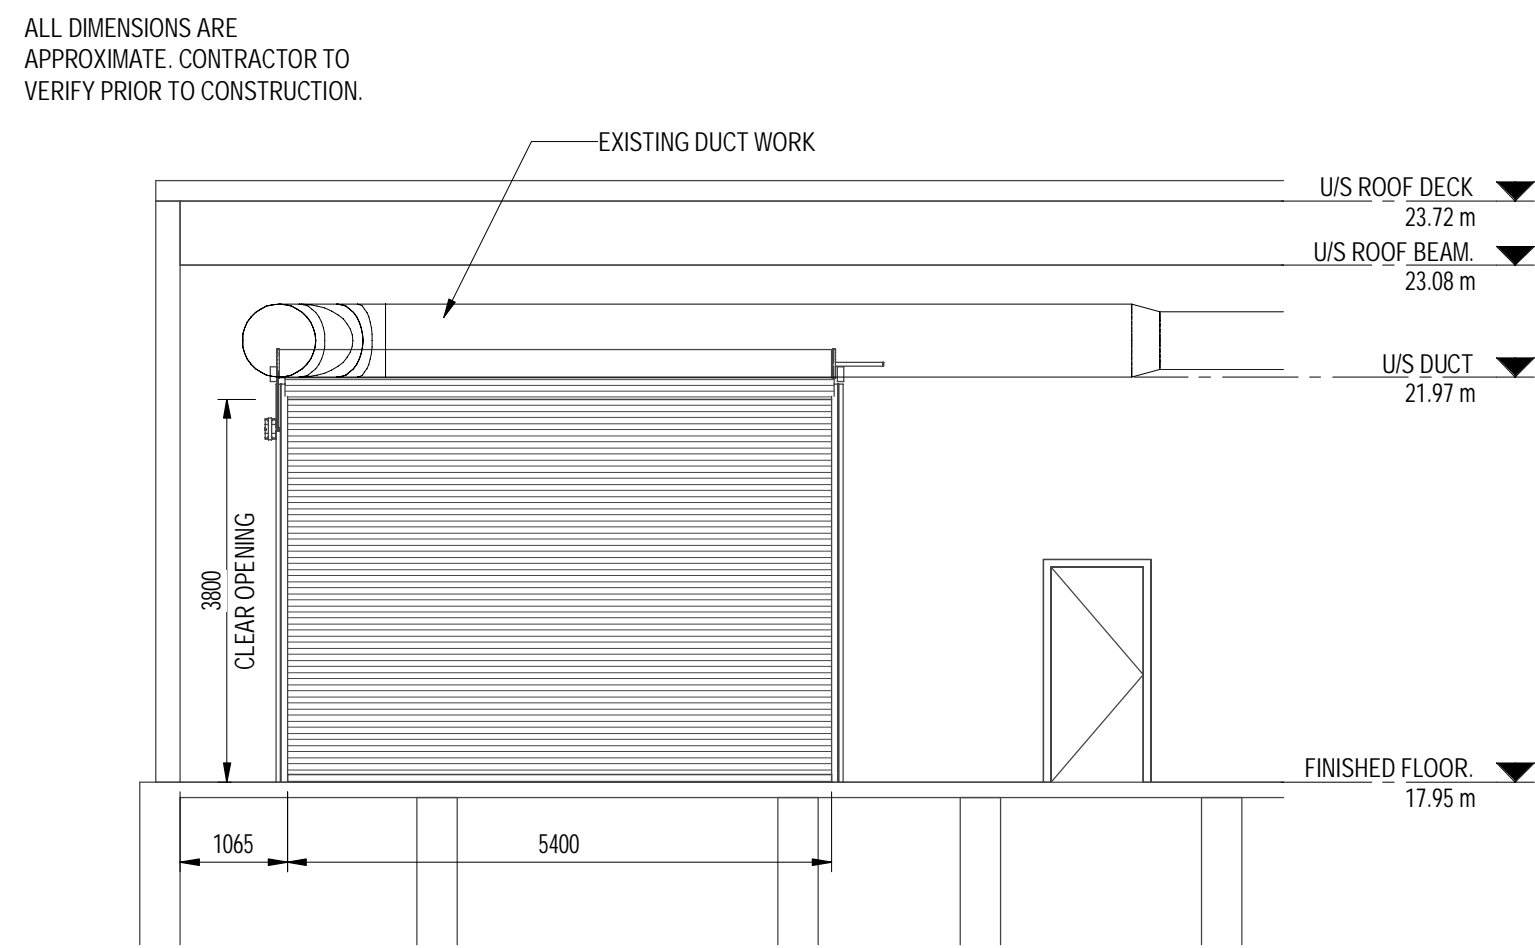 ALL DIMENSIONS ARE
APPROXIMATE. CONTRACTOR TO
VERIFY PRIOR TO CONSTRUCTION.
EXISTING DUCT WORK
U/S ROOF DECK
23.72 m
U/S ROOF BEAM.
23.08 m
U/S DUCT
21.97 m
3800
CLEAR OPENING
FINISHED FLOOR.
17.95 m
1065
5400